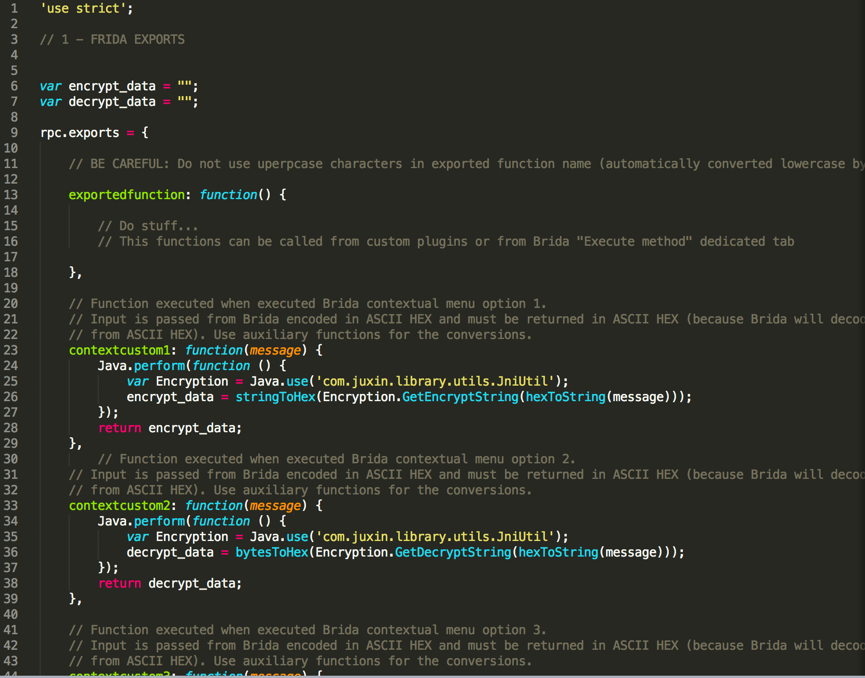 1 'use strict';
2
3 // 1 – FRIDA EXPORTS
4
5
6 var encrypt_data = "";
7 var decrypt_data = "";
8
9 rpc.exports = {
10
11 // BE CAREFUL: Do not use uperpcase characters in exported function name (automatically converted lowercase by
12
13 exportedfunction: function() {
14
15 // Do stuff...
16 // This functions can be called from custom plugins or from Brida "Execute method" dedicated tab
17
18 },
19
20 // Function executed when executed Brida contextual menu option 1.
21 // Input is passed from Brida encoded in ASCII HEX and must be returned in ASCII HEX (because Brida will
22 // from ASCII HEX). Use auxiliary functions for the conversions.
23 contextcustom1: function(message) {
24 Java.perform(function () {
25 var Encryption = Java.use('com.juxin.library.utils.JniUtil');
26 encrypt_data = stringToHex(Encryption.GetEncryptString(hexToString(message)));
27 });
28 return encrypt_data;
29 },
30 // Function executed when executed Brida contextual menu option 2.
31 // Input is passed from Brida encoded in ASCII HEX and must be returned in ASCII HEX (because Brida will
32 // from ASCII HEX). Use auxiliary functions for the conversions.
33 contextcustom2: function(message) {
34 Java.perform(function () {
35 var Encryption = Java.use('com.juxin.library.utils.JniUtil');
36 decrypt_data = bytesToHex(Encryption.GetDecryptString(hexToString(message)));
37 });
38 return decrypt_data;
39 },
40
41 // Function executed when executed Brida contextual menu option 3.
42 // Input is passed from Brida encoded in ASCII HEX and must be returned in ASCII HEX (because Brida will
43 // from ASCII HEX). Use auxiliary functions for the conversions.